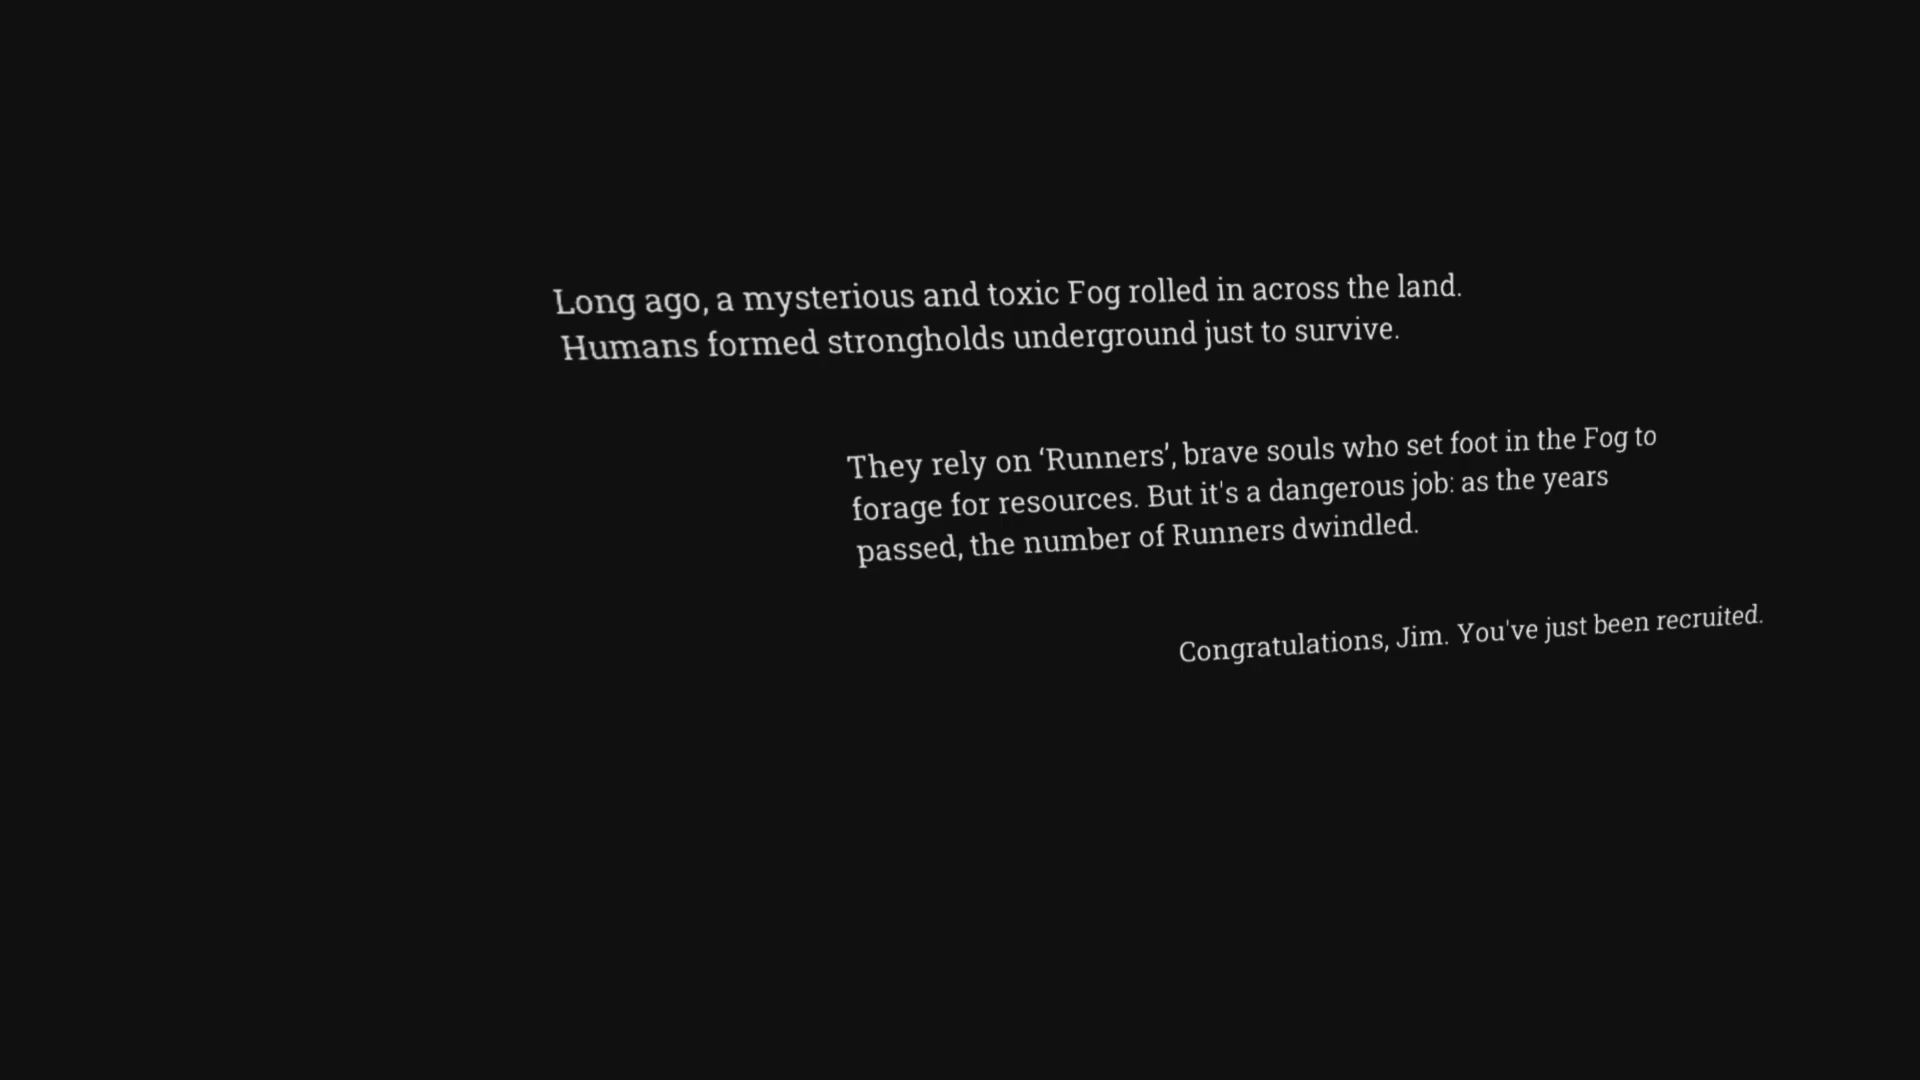 Long ago, a mysterious and toxic Fog rolled in across the land.
Humans formed strongholds underground just to survive.
They rely on ‘Runners’, brave souls who set foot in the Fog to
forage for resources. But it's a dangerous job: as the years
passed, the number of Runners dwindled.
Congratulations, Jim. You've just been recruited.